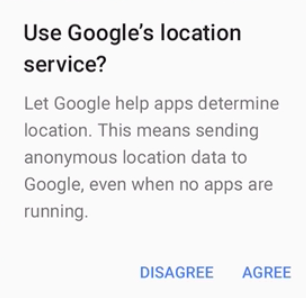 Use Google’s location
service?
Let Google help apps determine
location. This means sending
anonymous location data to
Google, even when no apps are
running.
DISAGREE AGREE